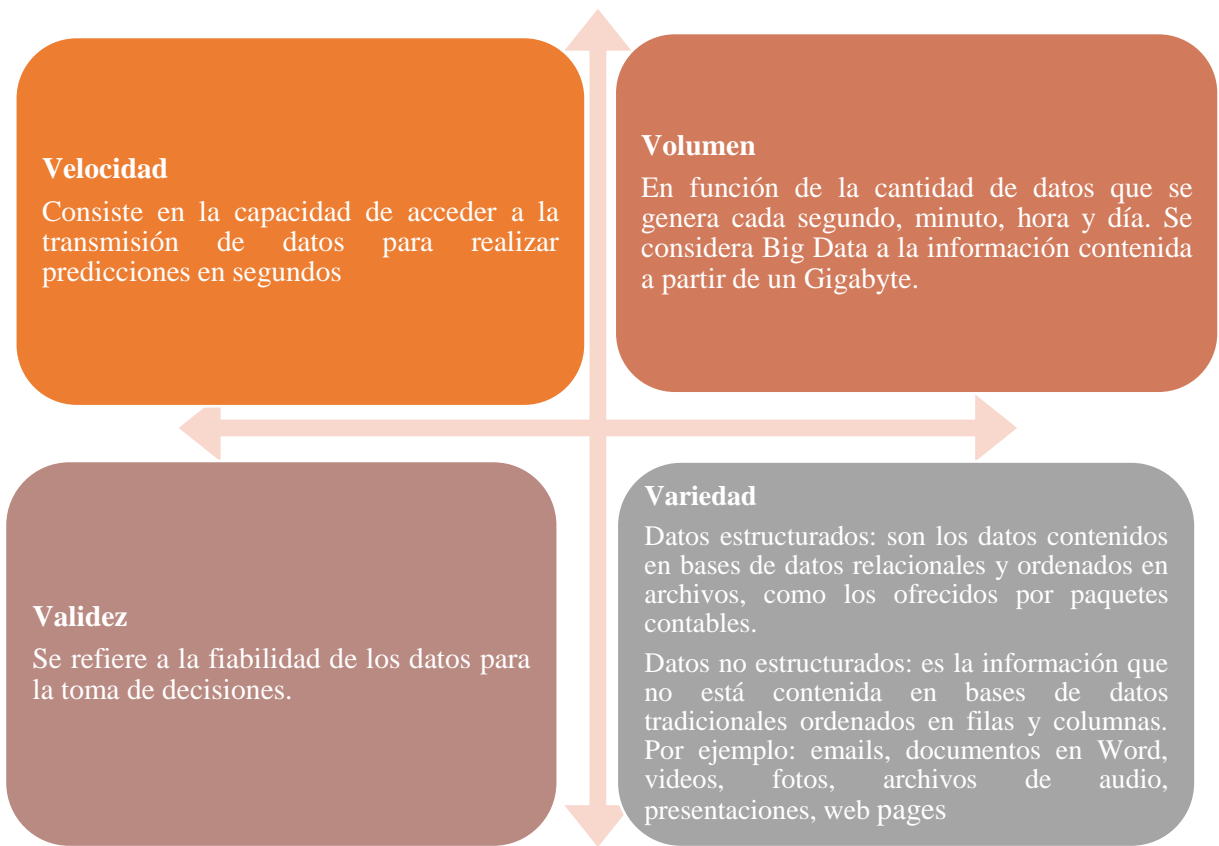 Velocidad
Consiste en la capacidad de acceder a la
transmisión de datos para realizar
predicciones en segundos
Volumen
En función de la cantidad de datos que se
genera cada segundo, minuto, hora y día. Se
considera Big Data a la información contenida
a partir de un Gigabyte.
Validez
Se refiere a la fiabilidad de los datos para
la toma de decisiones.
Variedad
Datos estructurados: son los datos contenidos
en bases de datos relacionales y ordenados en
archivos, como los ofrecidos por paquetes
contables.
Datos no estructurados: es la información que
no está contenida en bases de datos
tradicionales ordenados en filas y columnas.
Por ejemplo: emails, documentos en Word,
videos, fotos, archivos de audio,
presentaciones, web pages